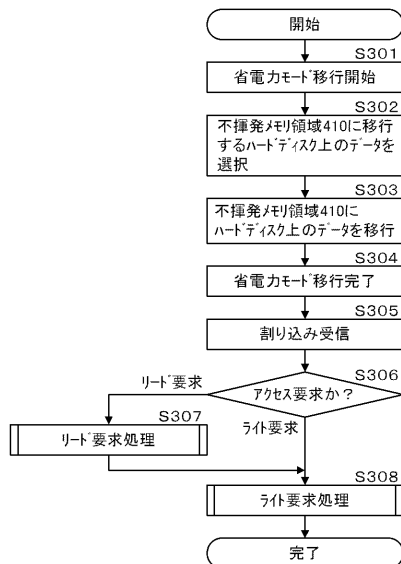 開始
S301
省電力モード移行開始
S302
不揮発メモリ領域410に移行
するハードディスク上のデータを
選択
S303
不揮発メモリ領域410に
ハードディスク上のデータを移行
S304
省電力モード移行完了
S305
割り込み受信
S306
アクセス要求か?
リード要求
ライト要求
S307
リード要求処理
S308
ライト要求処理
完了